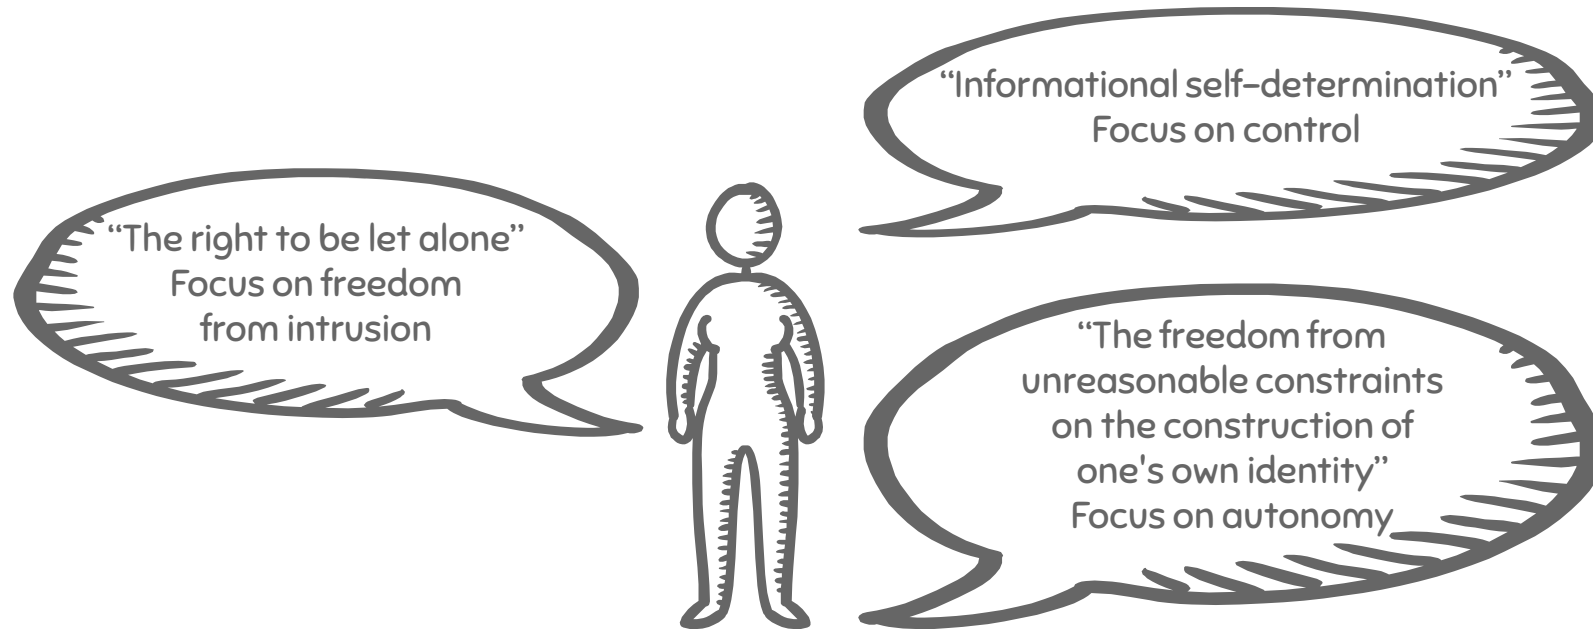 “The right to be let alone”
Focus on freedom
from intrusion
“Informational self-determination”
Focus on control
“The freedom from
unreasonable constraints
on the construction of
one's own identity”
Focus on autonomy